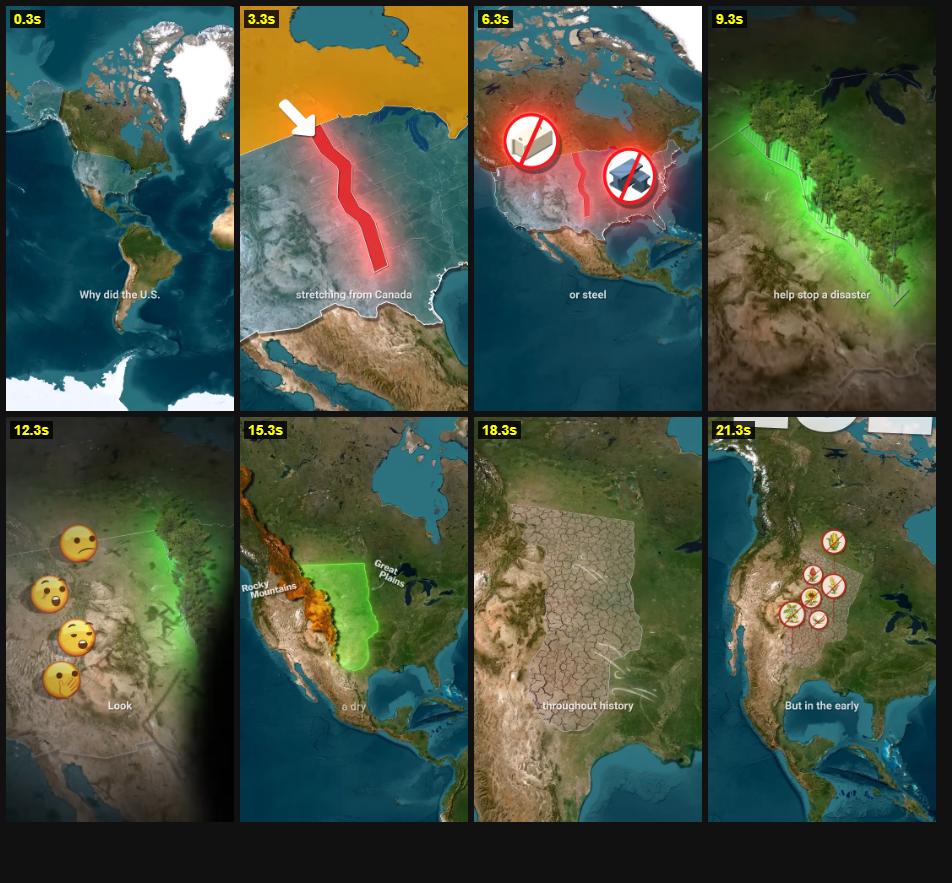 0.3s
Why did the U.S.
3.3s
stretching from Canada
6.3s
or steel
9.3s
help stop a disaster
12.3s
Look
15.3s
Rocky
Mountains
Great
Plains
a dry
18.3s
throughout history
21.3s
But in the early